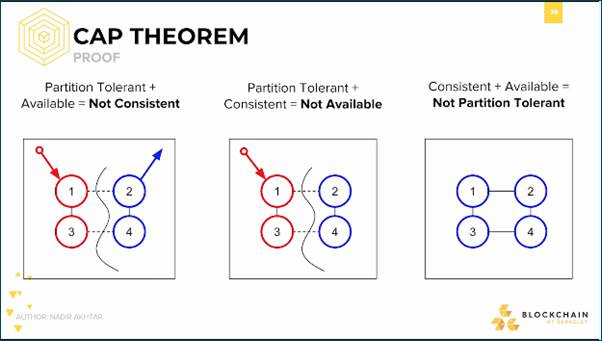 CAP THEOREM
PROOF
Partition Tolerant +
Available = Not Consistent
Partition Tolerant +
Consistent = Not Available
Consistent + Available =
Not Partition Tolerant
1
2
3
4
1
2
3
4
1
2
3
4
AUTHOR: NADIR AKHTAR
BLOCKCHAIN
AT BERKELEY